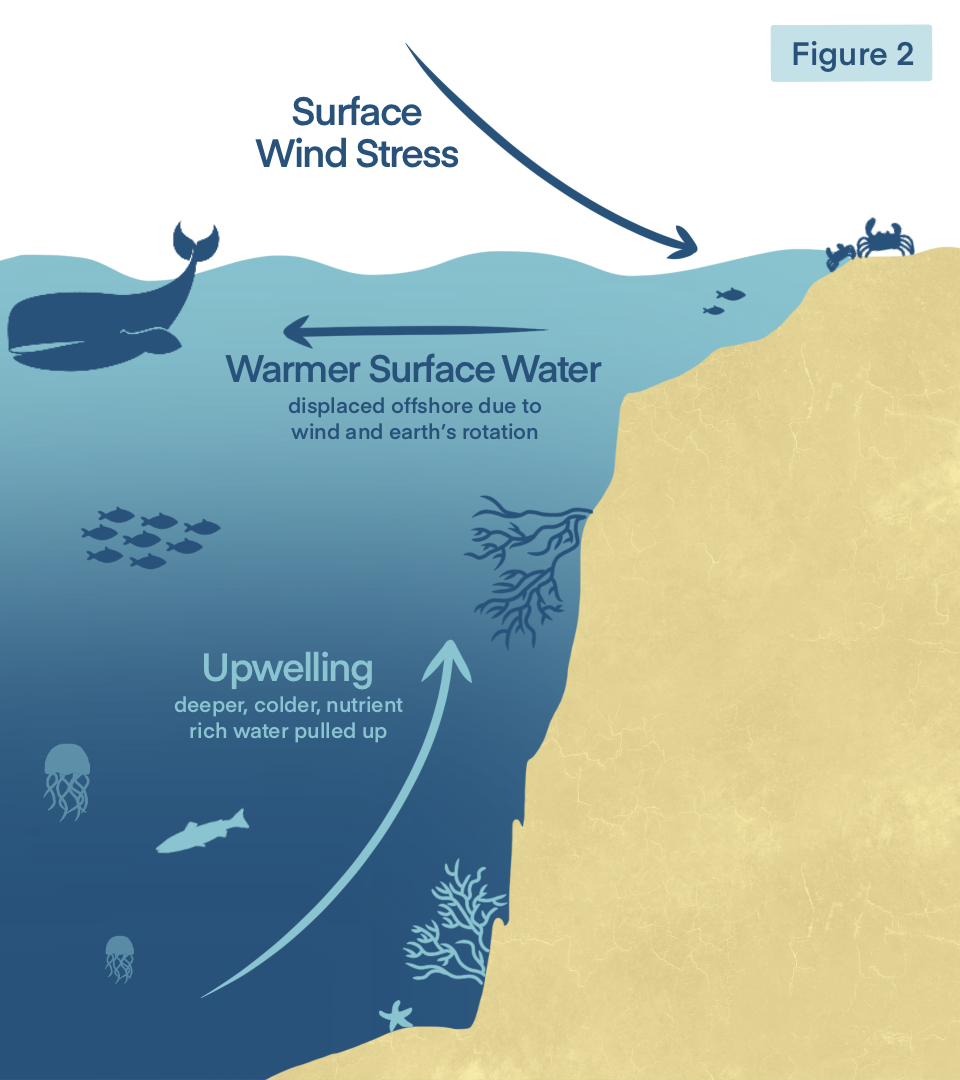 Figure 2
Surface
Wind Stress
Warmer Surface Water
displaced offshore due to
wind and earth's rotation
Upwelling
deeper, colder, nutrient
rich water pulled up